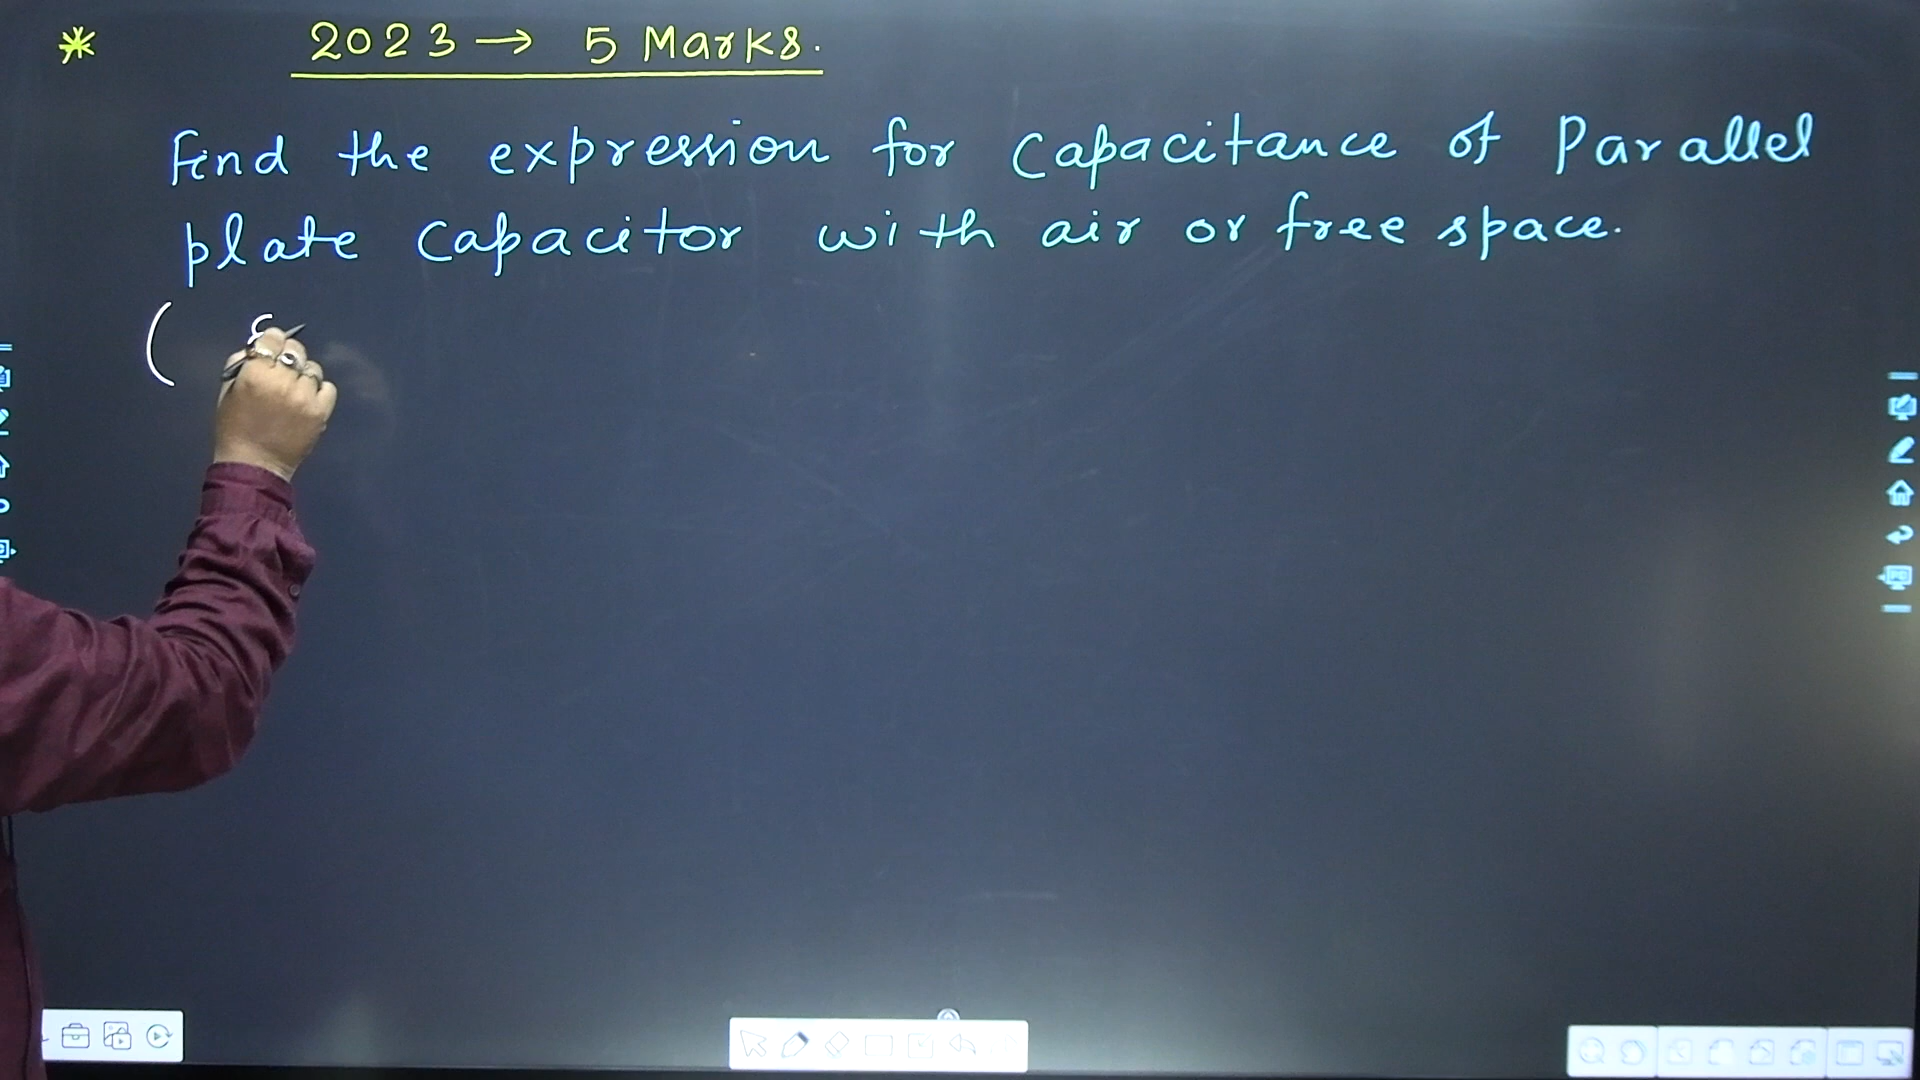 * 2023 → 5 Marks.
Find the expression for Capacitance of Parallel
plate Capacitor with air or free space.
( ε